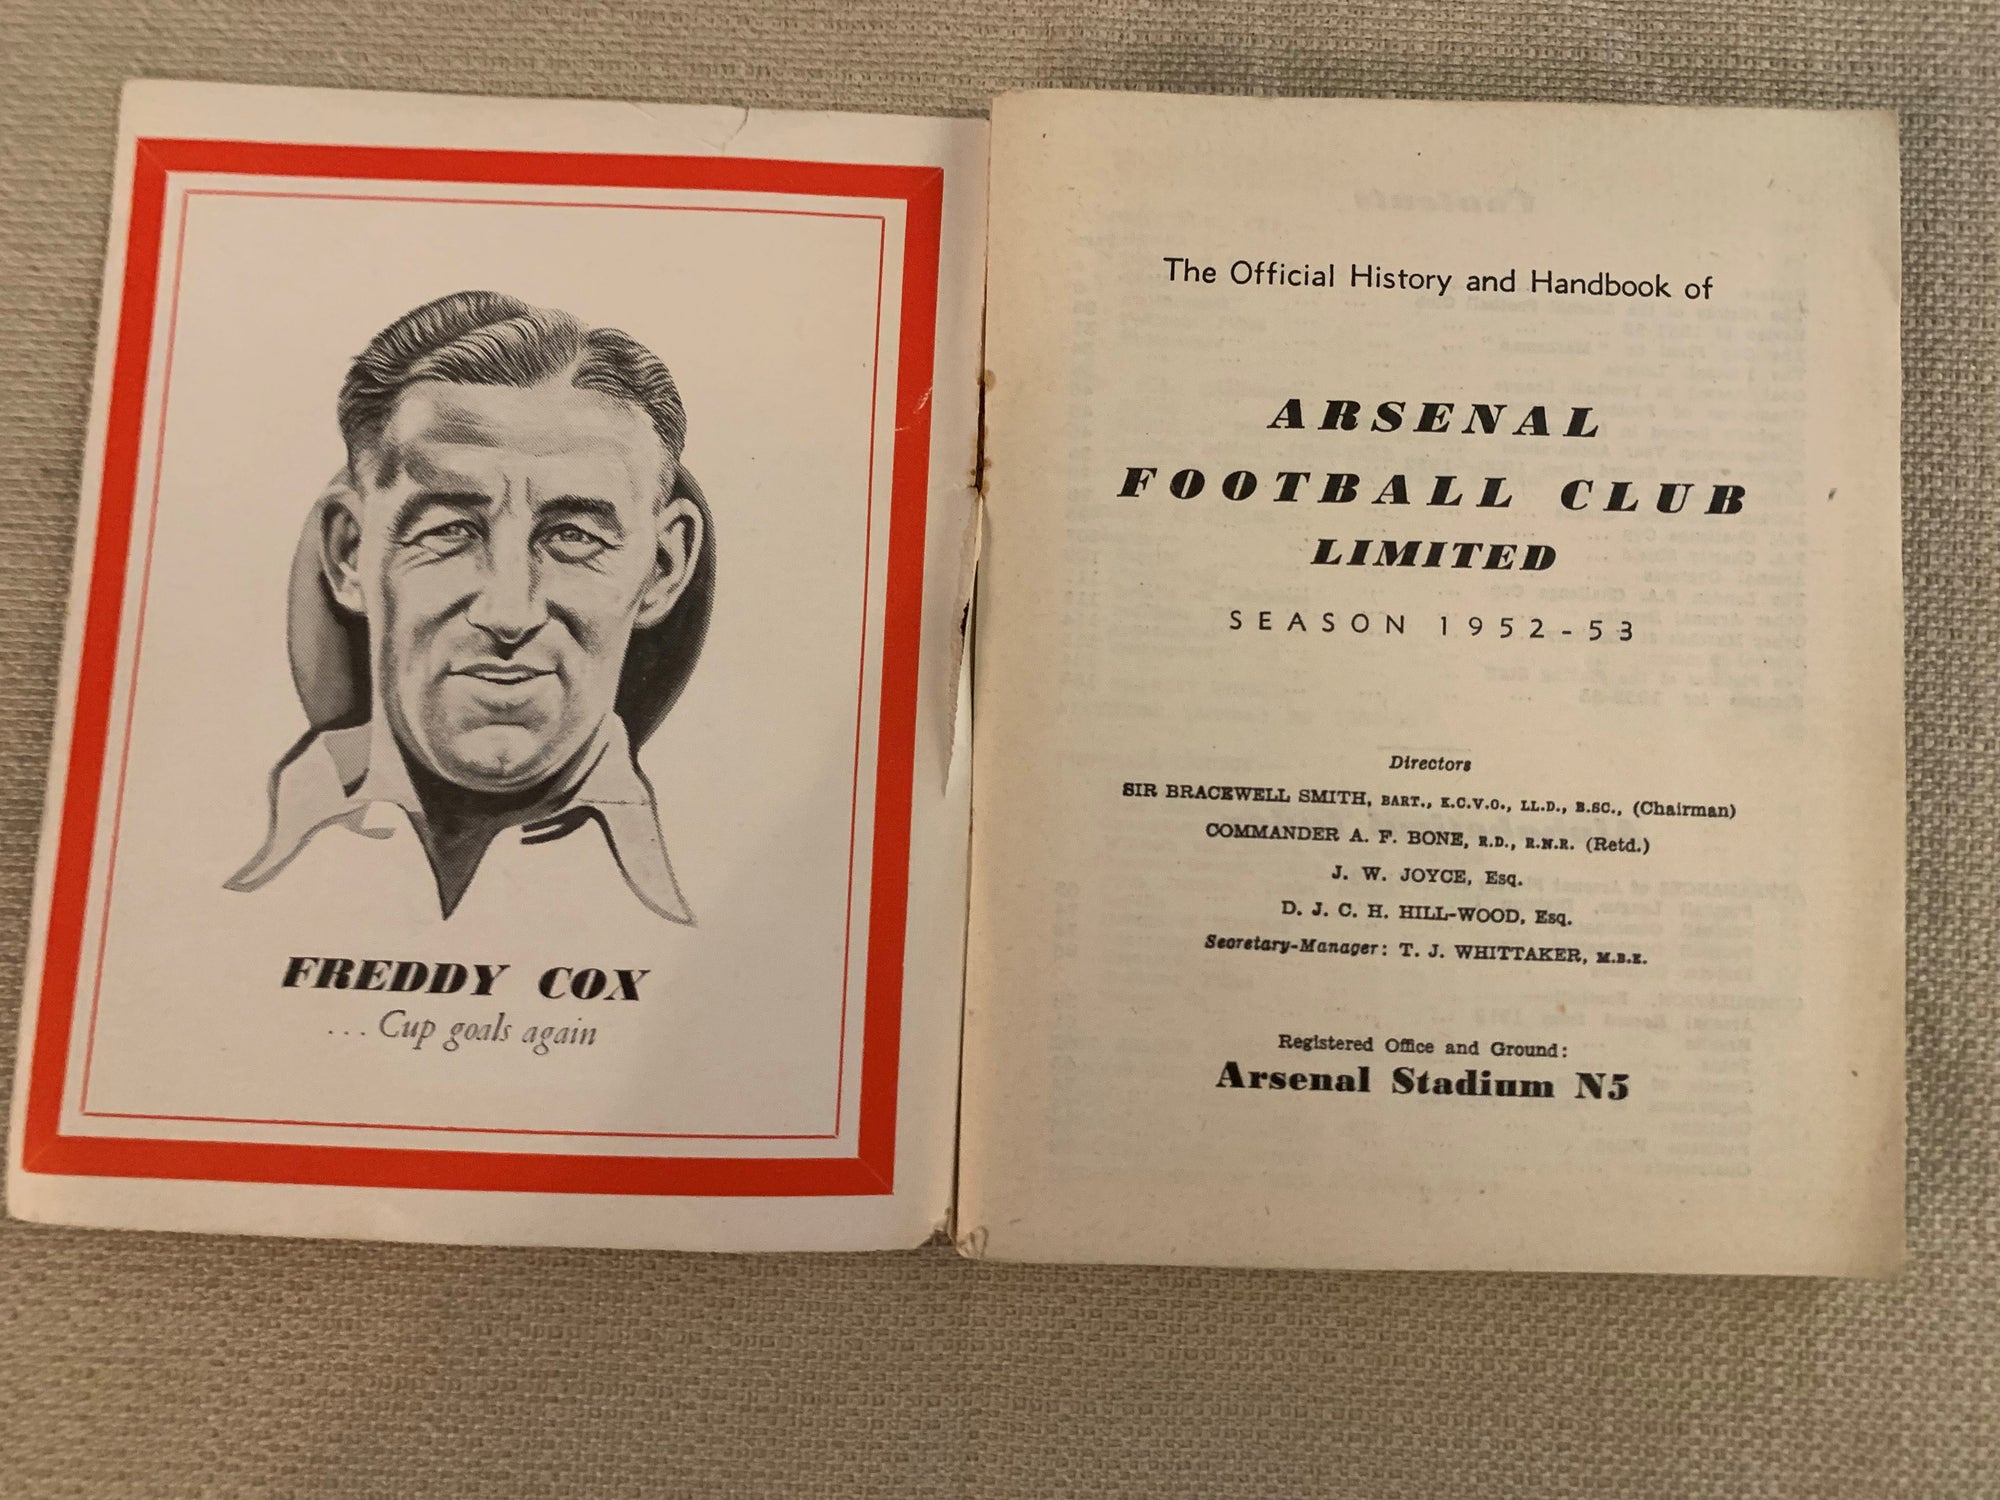 FREDDY COX
... Cup goals again
The Official History and Handbook of
ARSENAL
FOOTBALL CLUB
LIMITED
SEASON 1952-53
Directors
SIR BRACEWELL SMITH, BART., K.C.V.O., LL.D., B.SC., (Chairman)
COMMANDER A. F. BONE, R.D., R.N.R. (Retd.)
J. W. JOYCE, Esq.
D. J. C. H. HILL-WOOD, Esq.
Secretary-Manager: T. J. WHITTAKER, M.B.E.
Registered Office and Ground:
Arsenal Stadium N5